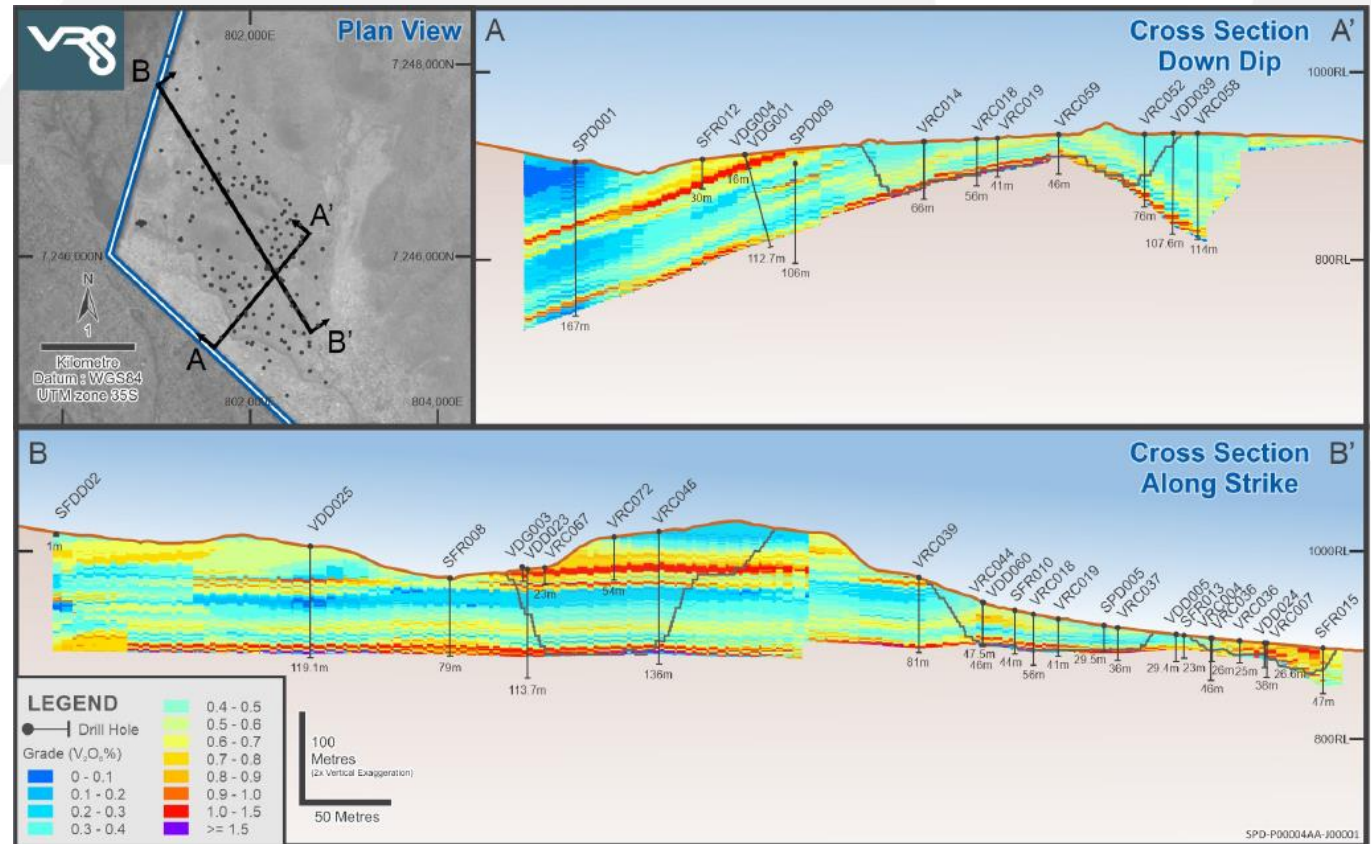 VR8
Plan View
802,000E
7,248,000N
B
A'
7,246,000N
N
1
Kilometre
Datum : WGS84
UTM zone 35S
A
B'
802,000E
804,000E
A
Cross Section
Down Dip
A'
1000RL
SPD001
SFR012
VDG004
VDG001
SPD009
VRC014
VRC018
VRC019
VRC059
VRC052
VDD039
VRC058
16m
30m
112.7m
106m
66m
56m
41m
46m
76m
107.6m
114m
167m
800RL
B
Cross Section
Along Strike
B'
1000RL
SFDD02
VDD025
SFR008
VDG003
VDD023
VRC067
VRC072
VRC046
VRC039
VRC044
VDD060
SFR010
VRC018
VRC019
SPD005
VRC037
VDD005
SFR013
VRC036
VRC036
VDD024
VRC007
SFR015
1m
23m
54m
119.1m
79m
113.7m
136m
81m
47.5m
46m
44m
56m
41m
29.5m
36m
29.4m
23m
26m
46m
25m
38m
47m
800RL
LEGEND
Drill Hole
Grade (V₂O₅%)
0 - 0.1
0.1 - 0.2
0.2 - 0.3
0.3 - 0.4
0.4 - 0.5
0.5 - 0.6
0.6 - 0.7
0.7 - 0.8
0.8 - 0.9
0.9 - 1.0
1.0 - 1.5
>= 1.5
100
Metres
(2x Vertical Exaggeration)
50 Metres
SPD-P00004AA-J00001